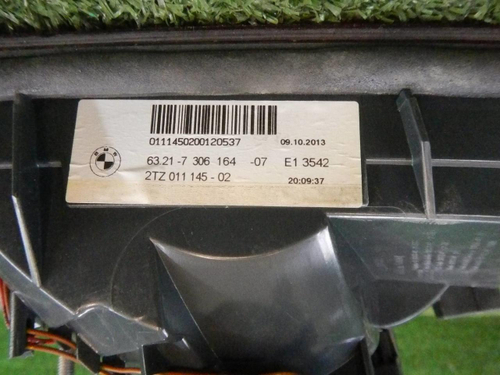 0111450200120537 09.10.2013
BMW
63.21-7 306 164 -07 E1 3542
2TZ 011 145 - 02 20:09:37